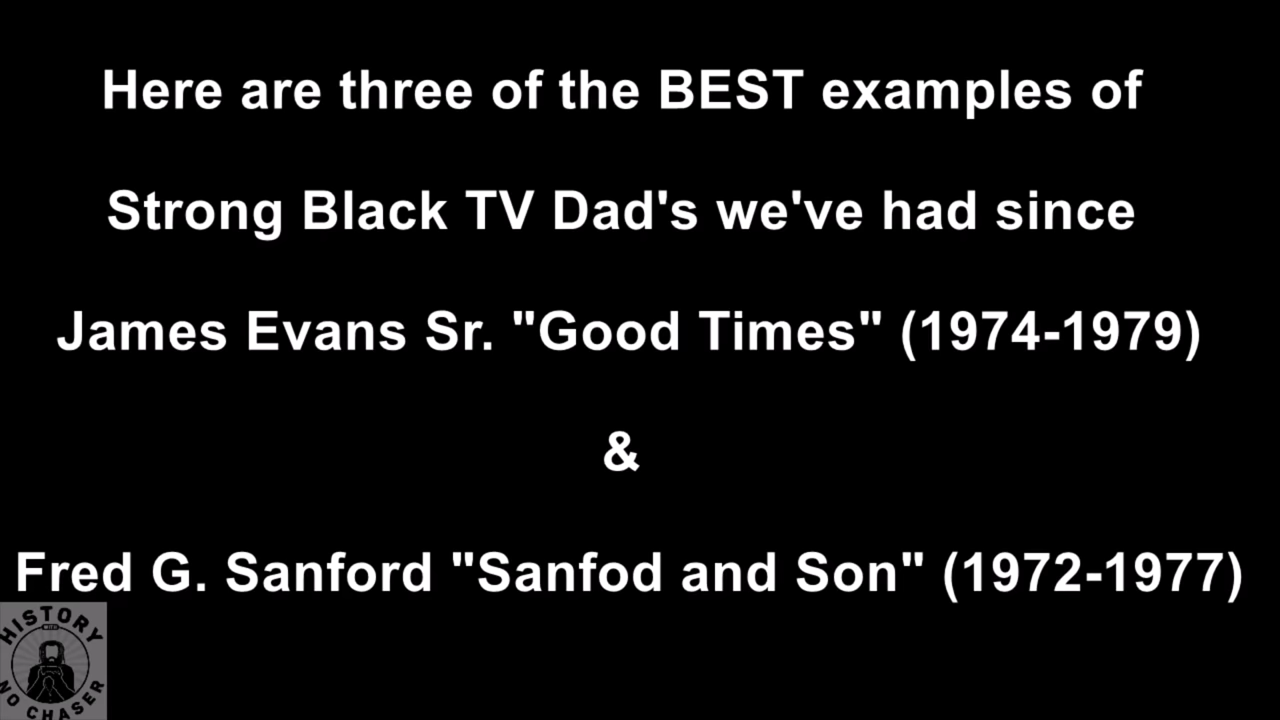 Here are three of the BEST examples of
Strong Black TV Dad's we've had since
James Evans Sr. "Good Times" (1974-1979)
&
Fred G. Sanford "Sanfod and Son" (1972-1977)
HISTORY
WITH
NO CHASER